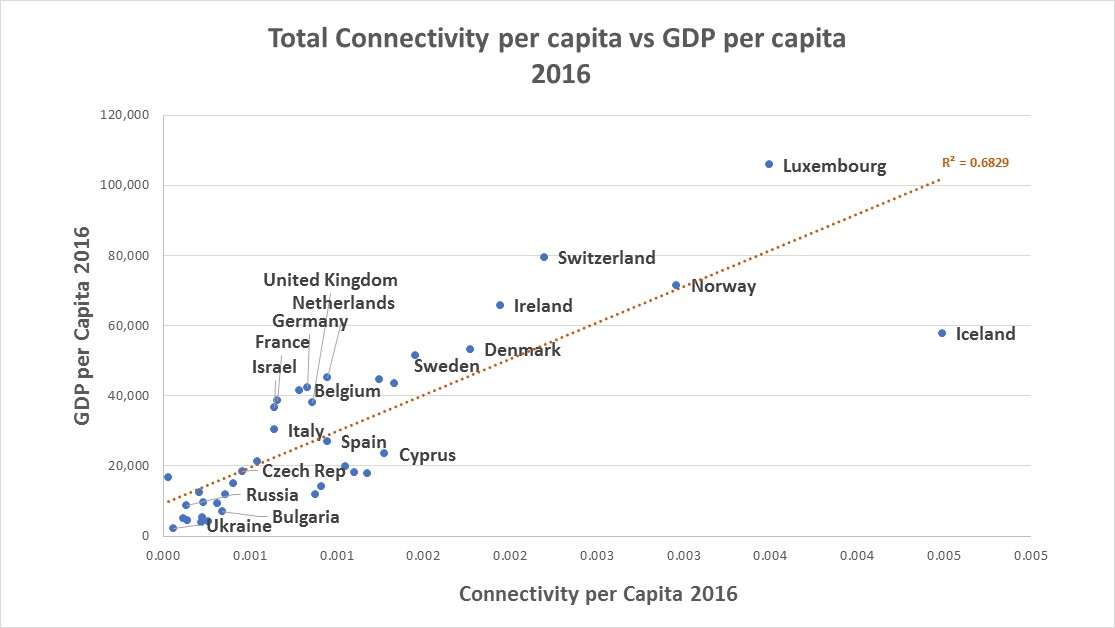 Total Connectivity per capita vs GDP per capita
2016
120,000
100,000
80,000
60,000
40,000
20,000
0
GDP per Capita 2016
R² = 0.6829
Luxembourg
Switzerland
Norway
United Kingdom
Netherlands
Ireland
Germany
Iceland
France
Denmark
Israel
Sweden
Belgium
Italy
Spain
Cyprus
Czech Rep
Russia
Bulgaria
Ukraine
0.000 0.001 0.001 0.002 0.002 0.003 0.003 0.004 0.004 0.005 0.005
Connectivity per Capita 2016